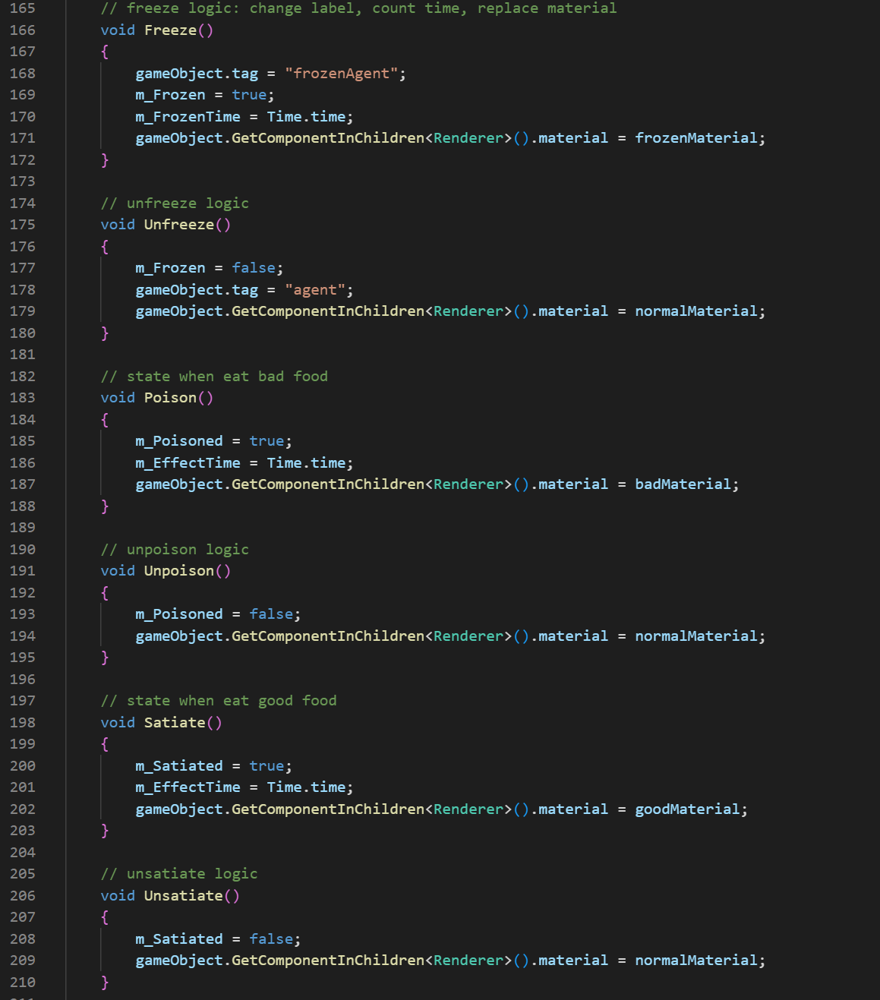 165 // freeze logic: change label, count time, replace material
166 void Freeze()
167 {
168 gameObject.tag = "frozenAgent";
169 m_Frozen = true;
170 m_FrozenTime = Time.time;
171 gameObject.GetComponentInChildren<Renderer>().material = frozenMaterial;
172 }
173
174 // unfreeze logic
175 void Unfreeze()
176 {
177 m_Frozen = false;
178 gameObject.tag = "agent";
179 gameObject.GetComponentInChildren<Renderer>().material = normalMaterial;
180 }
181
182 // state when eat bad food
183 void Poison()
184 {
185 m_Poisoned = true;
186 m_EffectTime = Time.time;
187 gameObject.GetComponentInChildren<Renderer>().material = badMaterial;
188 }
189
190 // unpoison logic
191 void Unpoison()
192 {
193 m_Poisoned = false;
194 gameObject.GetComponentInChildren<Renderer>().material = normalMaterial;
195 }
196
197 // state when eat good food
198 void Satiate()
199 {
200 m_Satiated = true;
201 m_EffectTime = Time.time;
202 gameObject.GetComponentInChildren<Renderer>().material = goodMaterial;
203 }
204
205 // unsatiate logic
206 void Unsatiate()
207 {
208 m_Satiated = false;
209 gameObject.GetComponentInChildren<Renderer>().material = normalMaterial;
210 }